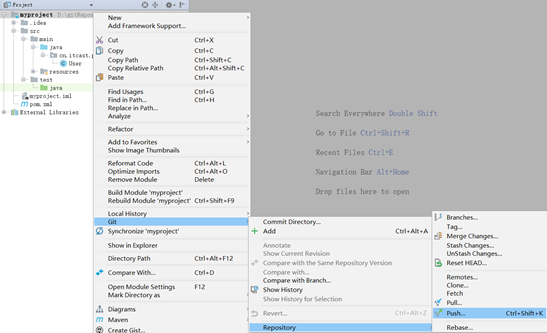 Project
myproject D:\git\Repos
.idea
src
main
java
cn.itcast.p
User
resources
test
java
myproject.iml
pom.xml
External Libraries
New
Add Framework Support...
Cut Ctrl+X
Copy Ctrl+C
Copy Path Ctrl+Shift+C
Copy Relative Path Ctrl+Alt+Shift+C
Paste Ctrl+V
Find Usages Ctrl+G
Find in Path... Ctrl+H
Replace in Path...
Analyze
Refactor
Add to Favorites
Show Image Thumbnails
Reformat Code Ctrl+Alt+L
Optimize Imports Ctrl+Alt+O
Remove Module Delete
Build Module 'myproject'
Rebuild Module 'myproject' Ctrl+Shift+F9
Local History
Git
Synchronize 'myproject'
Show in Explorer
Directory Path Ctrl+Alt+F12
Compare With... Ctrl+D
Open Module Settings F12
Mark Directory as
Diagrams
Maven
Create Gist...
Search Everywhere Double Shift
Go to File Ctrl+Shift+R
Recent Files Ctrl+E
Navigation Bar Alt+Home
Drop files here to open
Commit Directory...
Add Ctrl+Alt+A
Annotate
Show Current Revision
Compare with the Same Repository Version
Compare with...
Compare with Branch...
Show History
Show History for Selection
Revert... Ctrl+Alt+Z
Repository
Branches...
Tag...
Merge Changes...
Stash Changes...
UnStash Changes...
Reset HEAD...
Remotes...
Clone...
Fetch
Pull...
Push... Ctrl+Shift+K
Rebase...